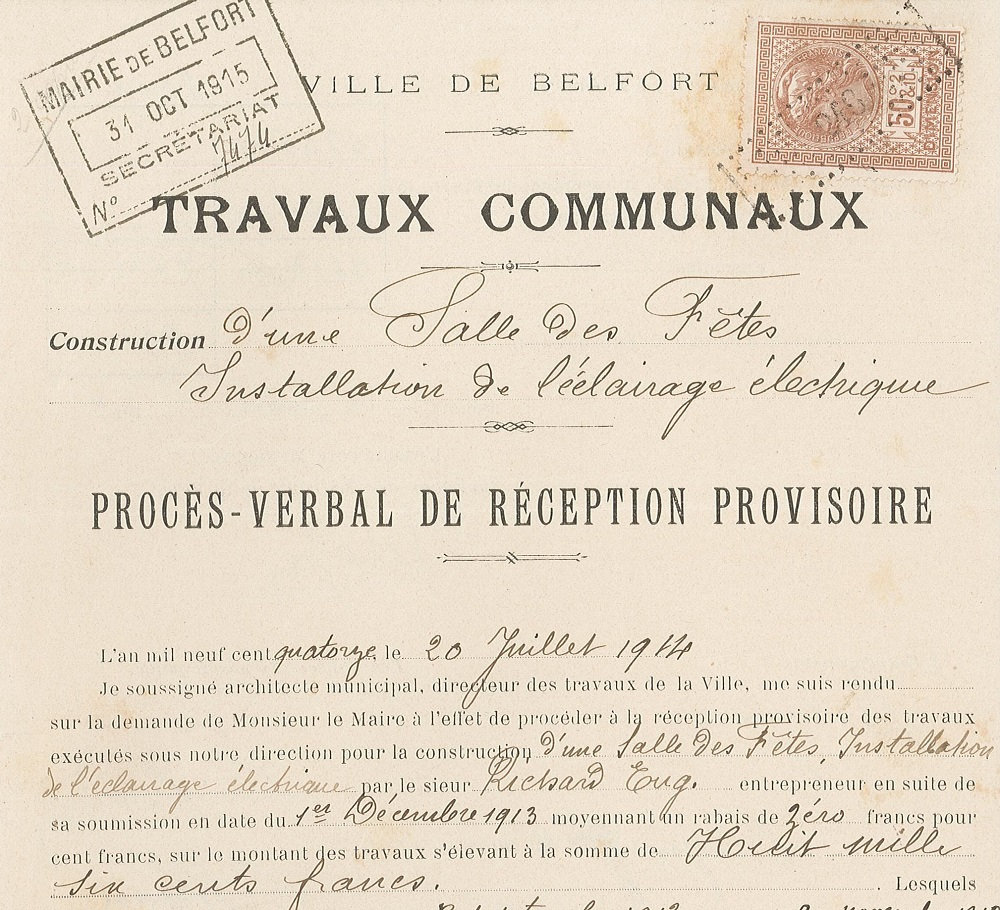 MAIRIE DE BELFORT
31 OCT 1915
SECRÉTARIAT
N° 7474
VILLE DE BELFORT
50 c
TRAVAUX COMMUNAUX
Construction d'une Salle des Fêtes
Installation de l'éclairage électrique
PROCÈS-VERBAL DE RÉCEPTION PROVISOIRE
L'an mil neuf cent quatorze le 20 Juillet 1914
Je soussigné architecte municipal, directeur des travaux de la Ville, me suis rendu
sur la demande de Monsieur le Maire à l'effet de procéder à la réception provisoire des travaux
exécutés sous notre direction pour la construction d'une Salle des Fêtes, Installation
de l'éclairage électrique par le sieur Richard Eug. entrepreneur en suite de
sa soumission en date du 1er Décembre 1913 moyennant un rabais de zéro francs pour
cent francs, sur le montant des travaux s'élevant à la somme de Huit mille
six cents francs. Lesquels